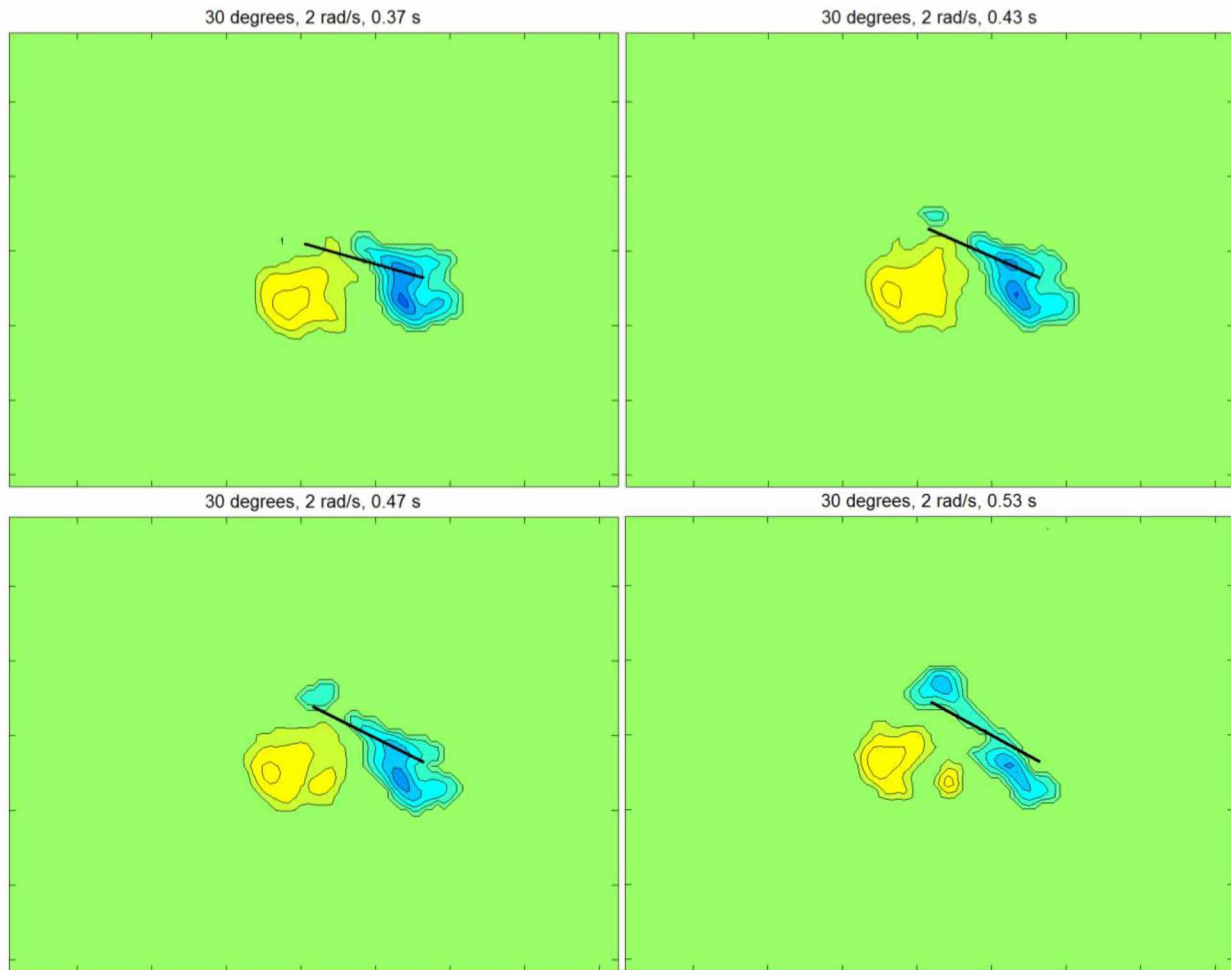 30 degrees, 2 rad/s, 0.37 s
30 degrees, 2 rad/s, 0.43 s
30 degrees, 2 rad/s, 0.47 s
30 degrees, 2 rad/s, 0.53 s